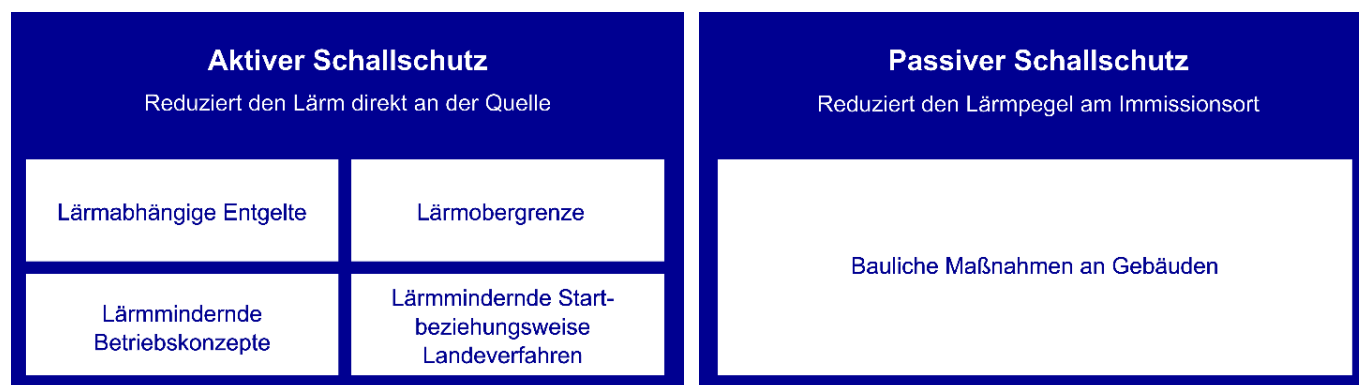 Aktiver Schallschutz
Reduziert den Lärm direkt an der Quelle
Lärmabhängige Entgelte
Lärmobergrenze
Lärmmindernde
Betriebskonzepte
Lärmmindernde Start-
beziehungsweise
Landeverfahren
Passiver Schallschutz
Reduziert den Lärmpegel am Immissionsort
Bauliche Maßnahmen an Gebäuden